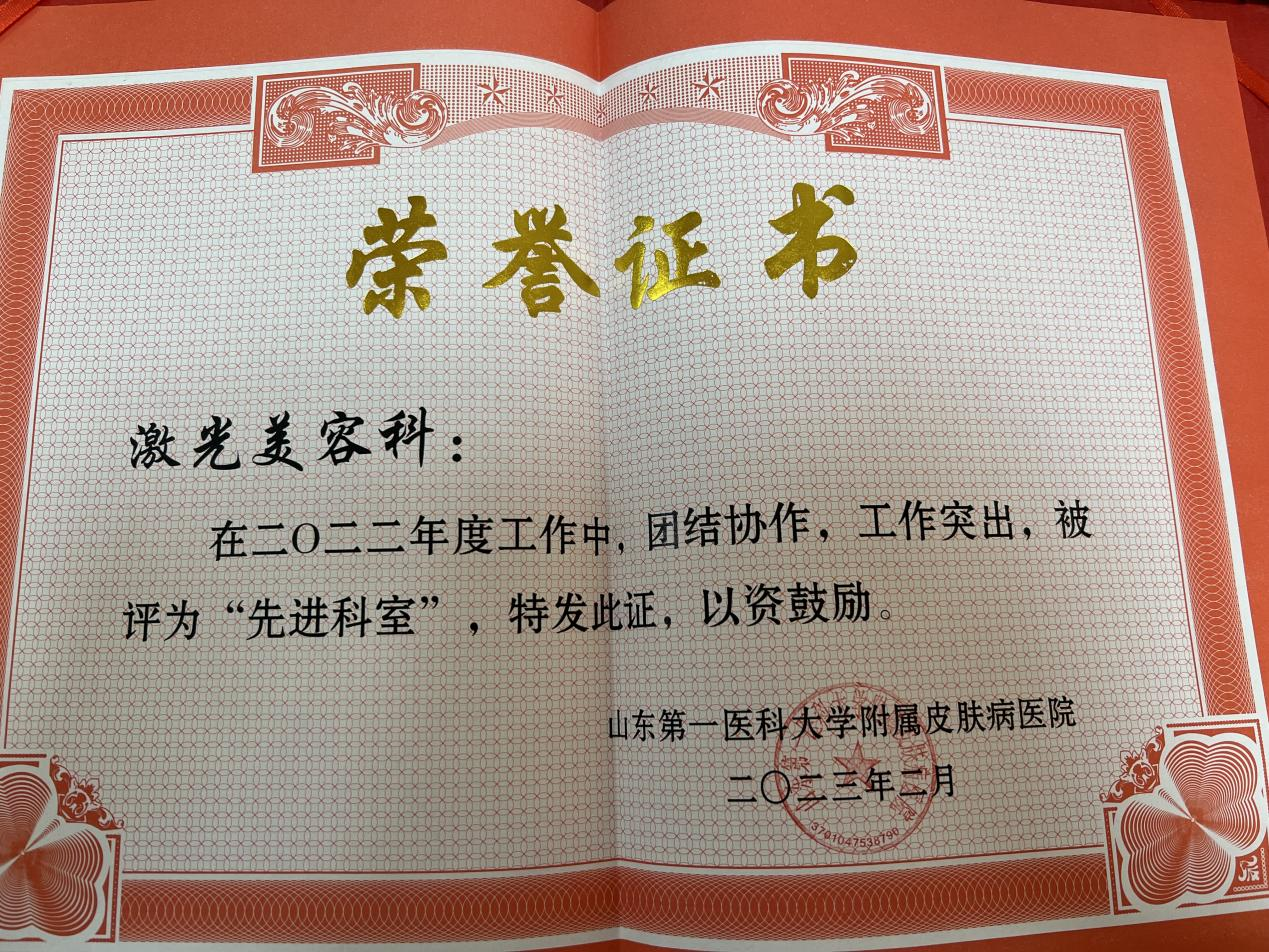 荣誉证书
激光美容科：
在二O二二年度工作中，团结协作，工作突出，被
评为“先进科室”，特发此证，以资鼓励。
山东第一医科大学附属皮肤病医院
二〇二三年二月
3701047538790